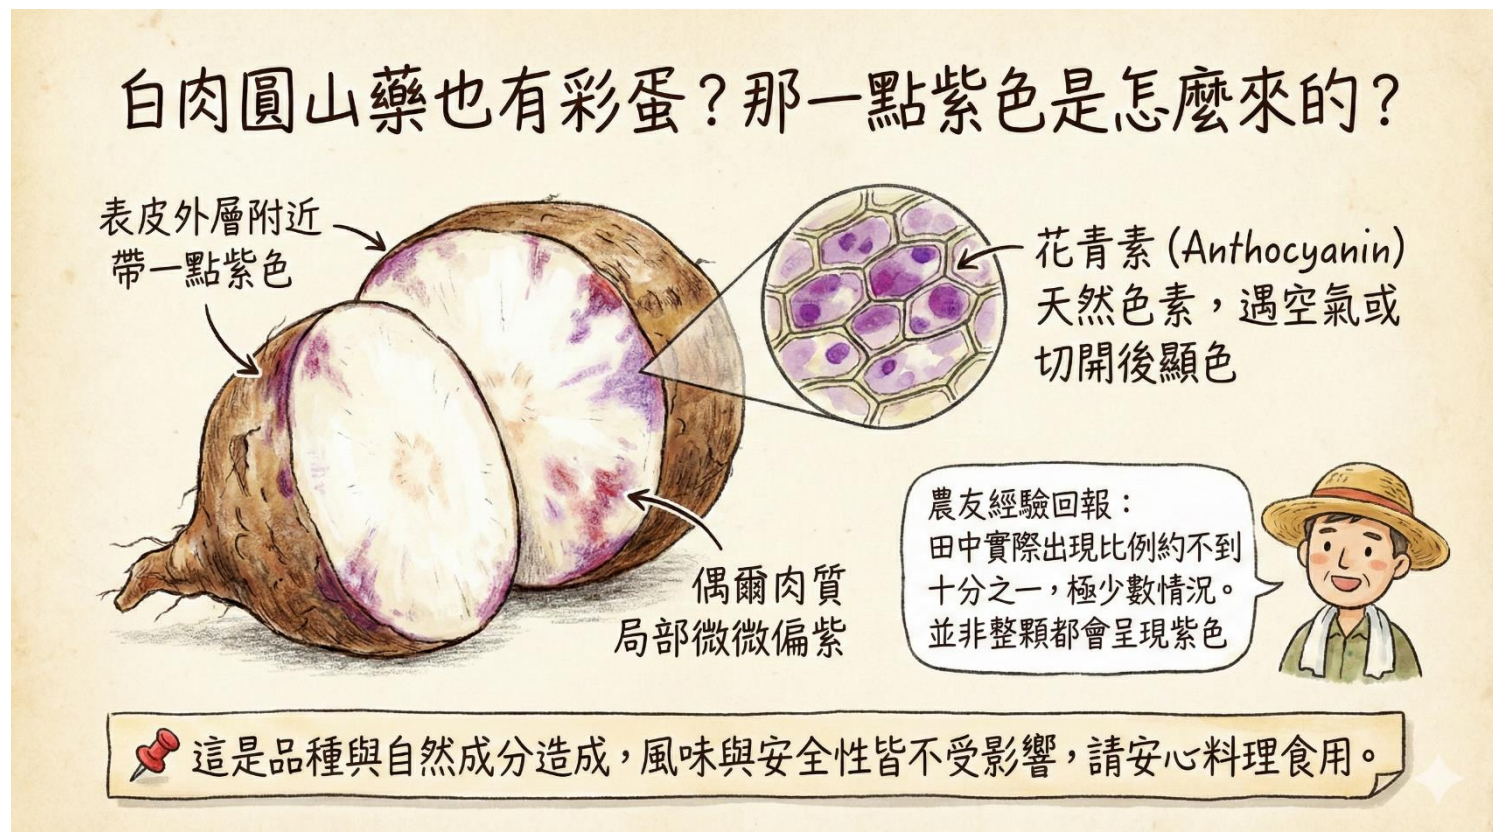 白肉圓山藥也有彩蛋？那一點紫色是怎麼來的？
表皮外層附近
帶一點紫色
花青素 (Anthocyanin)
天然色素，遇空氣或
切開後顯色
偶爾肉質
局部微微偏紫
農友經驗回報：
田中實際出現比例約不到
十分之一，極少數情況。
並非整顆都會呈現紫色
這是品種與自然成分造成，風味與安全性皆不受影響，請安心料理食用。